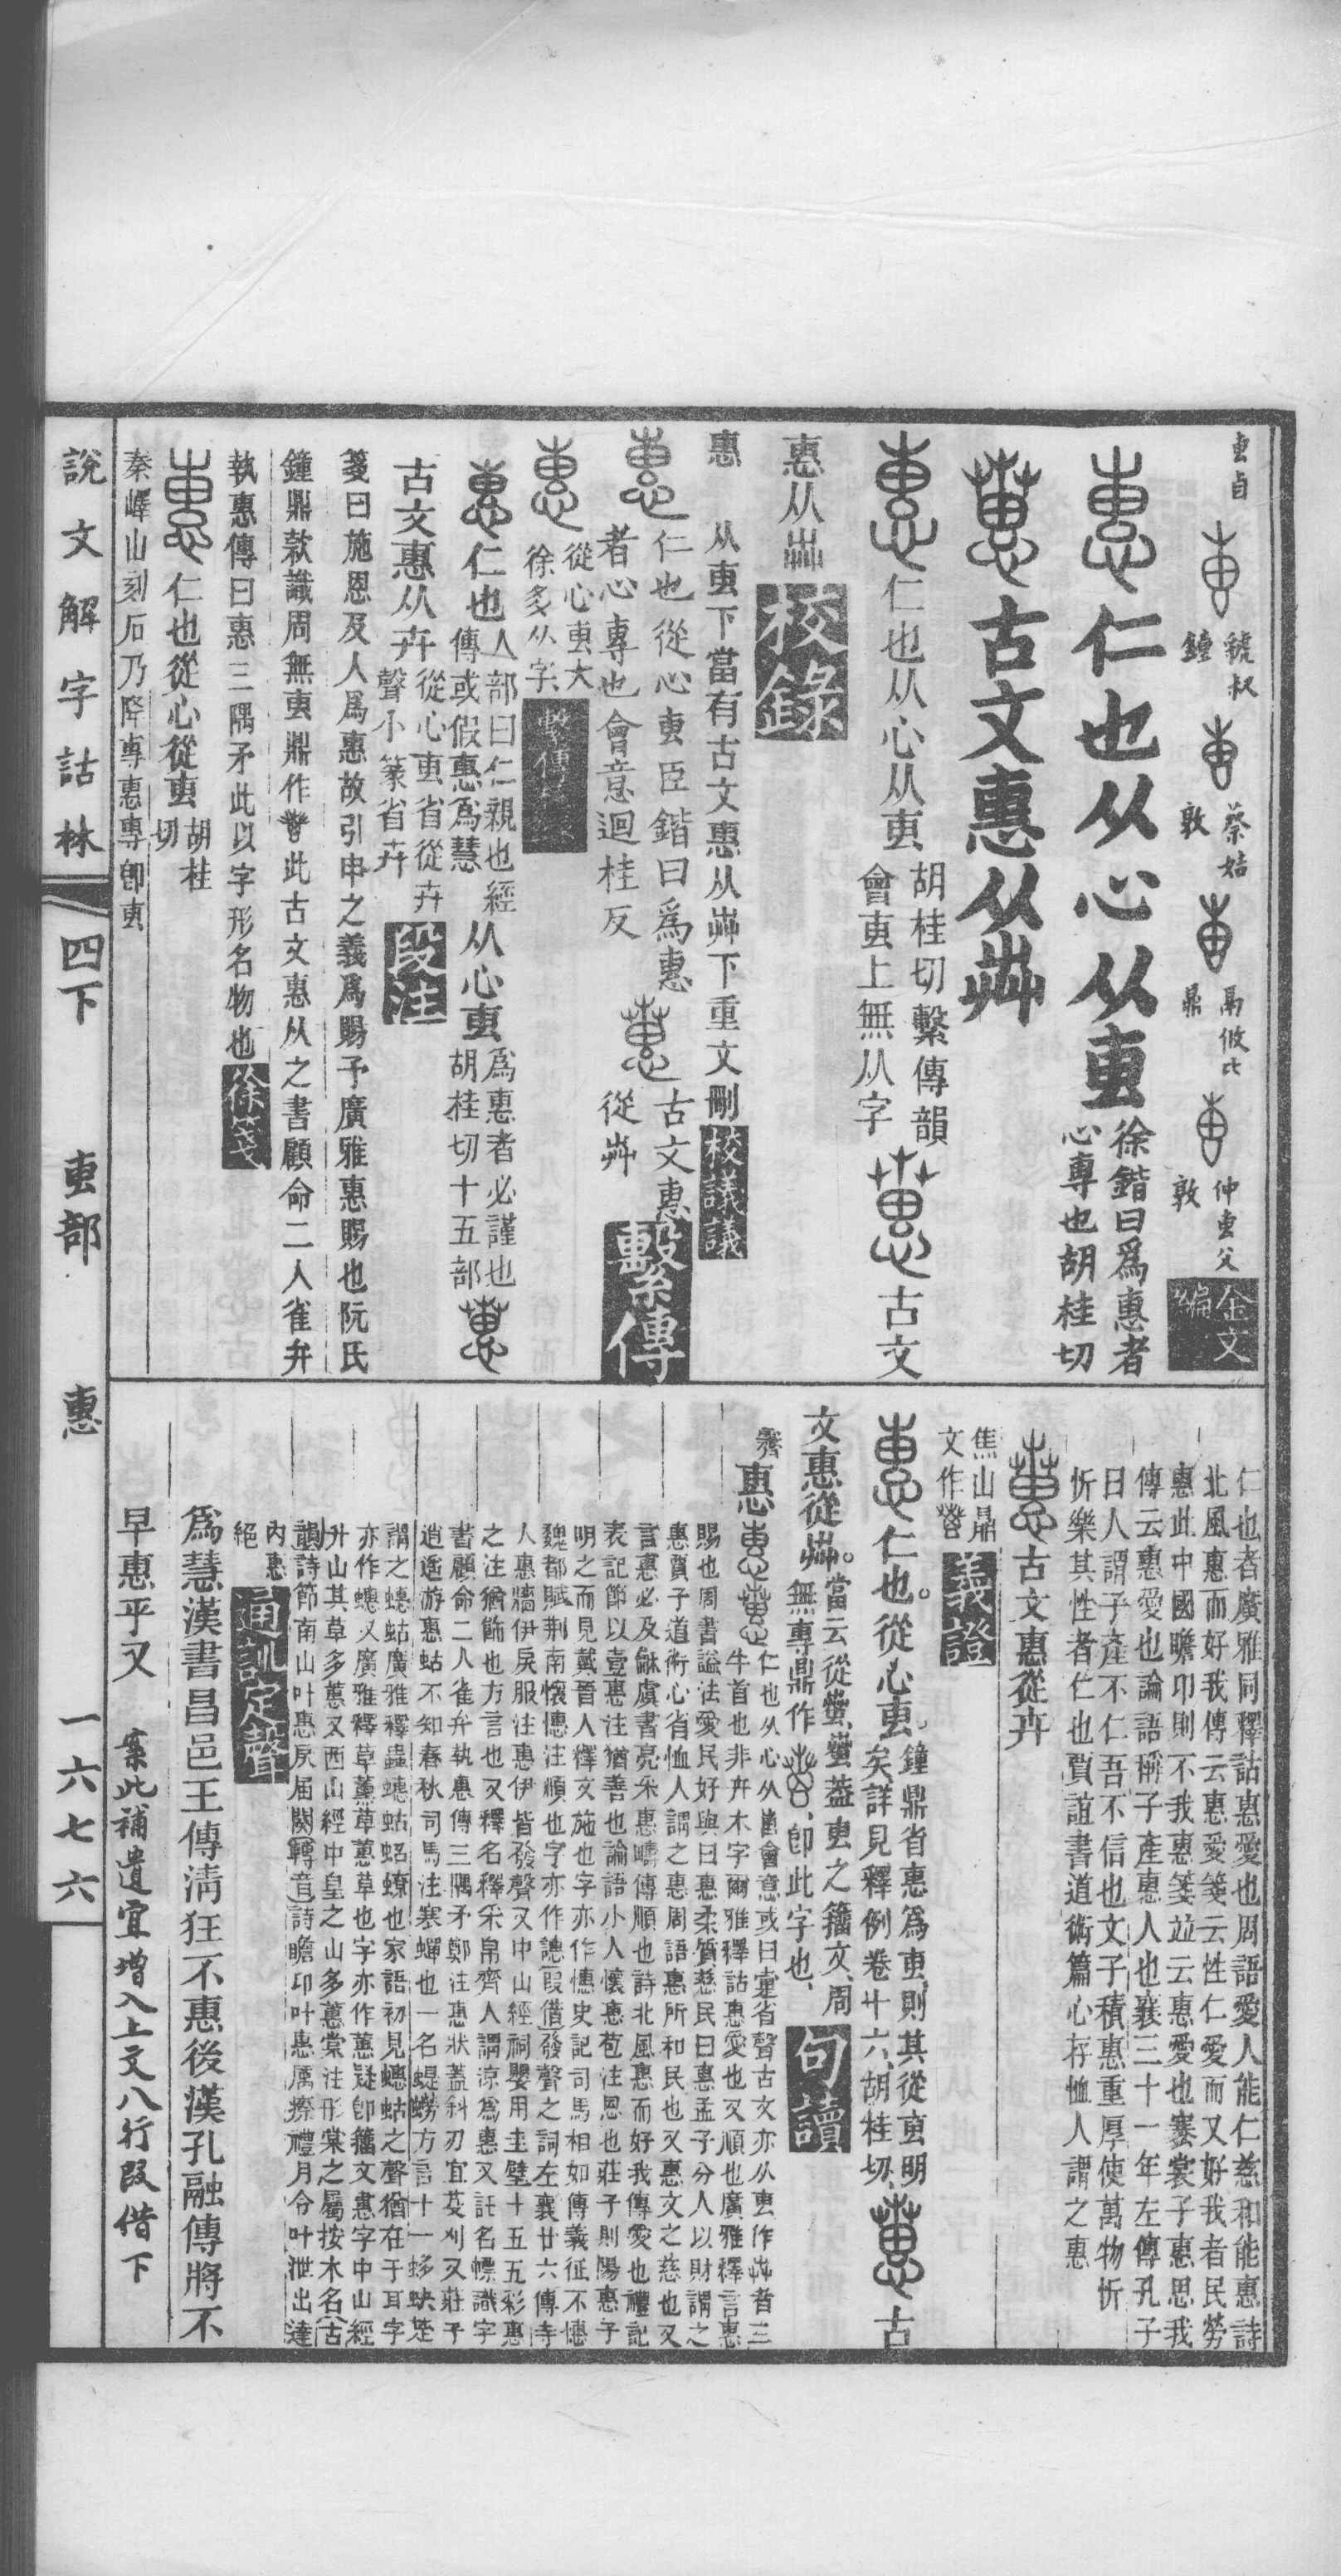 叀貞
虢叔鐘
蔡姞敦
鬲攸比鼎
仲叀父敦
金文編
仁也从心从叀徐鍇曰爲惠者心專也胡桂切
古文惠从芔
仁也从心从叀胡桂切繫傳韻會叀上無从字
古文
惠从芔校錄
惠 从叀下當有古文惠从芔下重文刪校議議
仁也從心叀臣鍇曰爲惠者心專也會意迴桂反
古文惠從芔繫傳
從心叀大徐多从字
仁也人部曰仁親也經傳或假惠爲慧从心叀爲惠者必謹也胡桂切十五部
古文惠从卉從心叀省從卉聲小篆省卉段注
箋曰施恩及人爲惠故引申之義爲賜予廣雅惠賜也阮氏
鐘鼎款識周無叀鼎作 此古文惠从之書顧命二人雀弁
執惠傳曰惠三隅矛此以字形名物也徐箋
仁也從心從叀胡桂切
秦嶧山刻石乃降專惠專卽叀
仁也者廣雅同釋詁惠愛也周語愛人能仁慈和能惠詩
北風惠而好我傳云惠愛箋云性仁愛而又好我者民勞
惠此中國瞻卬則不我惠箋竝云惠愛也褰裳子惠思我
傳云惠愛也論語稱子產惠人也襄三十一年左傳孔子
曰人謂子產不仁吾不信也文子積惠重厚使萬物忻
忻樂其性者仁也賈誼書道術篇心存恤人謂之惠
古文惠從卉
焦山鼎文作 義證
仁也。從心叀。鐘鼎省惠爲叀、則其從叀明矣、詳見釋例卷廾六、胡桂切、
古
文惠從芔。當云從 、 蓋叀之籀文、周無專鼎作 、卽此字也、句讀
惠 仁也从心从叀會意或曰疐省聲古文亦从叀作芔者三
牛首也非卉木字爾雅釋詁惠愛也又順也廣雅釋言惠
賜也周書謚法愛民好與曰惠柔質慈民曰惠孟子分人以財謂之
惠賈子道術心省恤人謂之惠周語惠所和民也又惠文之慈也又
言惠必及龢虞書亮采惠疇傳順也詩北風惠而好我傳愛也禮記
表記節以壹惠注猶善也論語小人懷惠苞注恩也莊子則陽惠子
明之而見戴晉人釋文施也字亦作憓史記司馬相如傳義征不憓
魏都賦荆南懷憓注順也字亦作譓叚借發聲之詞左襄廿六傳寺
人惠牆伊戾服注惠伊皆發聲又中山經祠嬰用圭璧十五五彩惠
之注猶飾也方言也又釋名釋采帛齊人謂涼爲惠又託名幖識字
書顧命二人雀弁執惠傳三隅矛鄭注惠狀蓋斜刃宜芟刈又莊子
逍遙游惠蛄不知春秋司馬注寒蟬也一名蝭蟧方言十一蛥蚗楚
謂之蟪蛄廣雅釋蟲蟪蛄蛁蟟也家語初見蟪蛄之聲猶在于耳字
亦作蟪又廣雅釋草薰草蕙草也字亦作蕙疑卽籀文惠字中山經
升山其草多蕙又西山經中皇之山多蕙棠注形棠之屬按木名古
韻詩節南山叶惠戾屆闋轉音詩瞻卬叶惠厲瘵禮月令叶泄出達
內惠絕通訓定聲
爲慧漢書昌邑王傳淸狂不惠後漢孔融傳將不
早惠乎又 案此補遺宜增入上文八行叚借下
說文解字詁林 四下 叀部 惠 一六七六